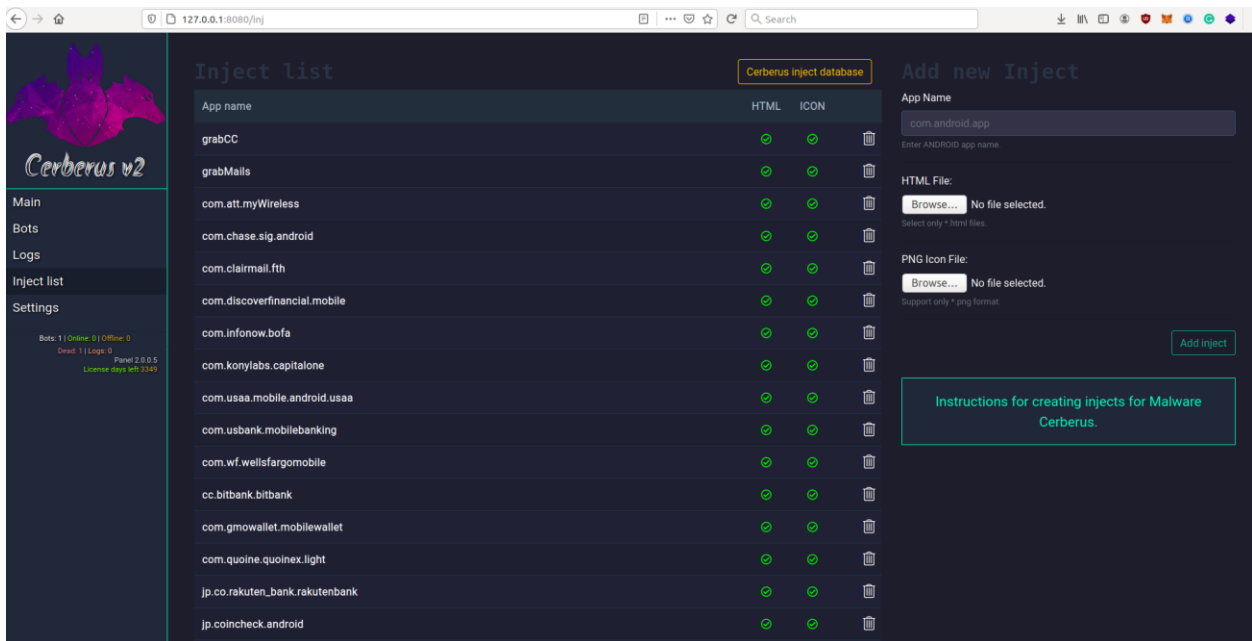 127.0.0.1:8080/inj
Search
Cerberus v2
Main
Bots
Logs
Inject list
Settings
Bots: 1 | Online: 0 | Offline: 0
Dead: 1 | Logs: 0
Panel 2.0.0.5
License days left 3349
Inject list
Cerberus inject database
App name HTML ICON
grabCC
grabMails
com.att.myWireless
com.chase.sig.android
com.clairmail.fth
com.discoverfinancial.mobile
com.infonow.bofa
com.konylabs.capitalone
com.usaa.mobile.android.usaa
com.usbank.mobilebanking
com.wf.wellsfargomobile
cc.bitbank.bitbank
com.gmowallet.mobilewallet
com.quoine.quoinex.light
jp.co.rakuten_bank.rakutenbank
jp.coincheck.android
Add new Inject
App Name
com.android.app
Enter ANDROID app name.
HTML File:
Browse... No file selected.
Select only *.html files.
PNG Icon File:
Browse... No file selected.
Support only *.png format.
Add inject
Instructions for creating injects for Malware
Cerberus.